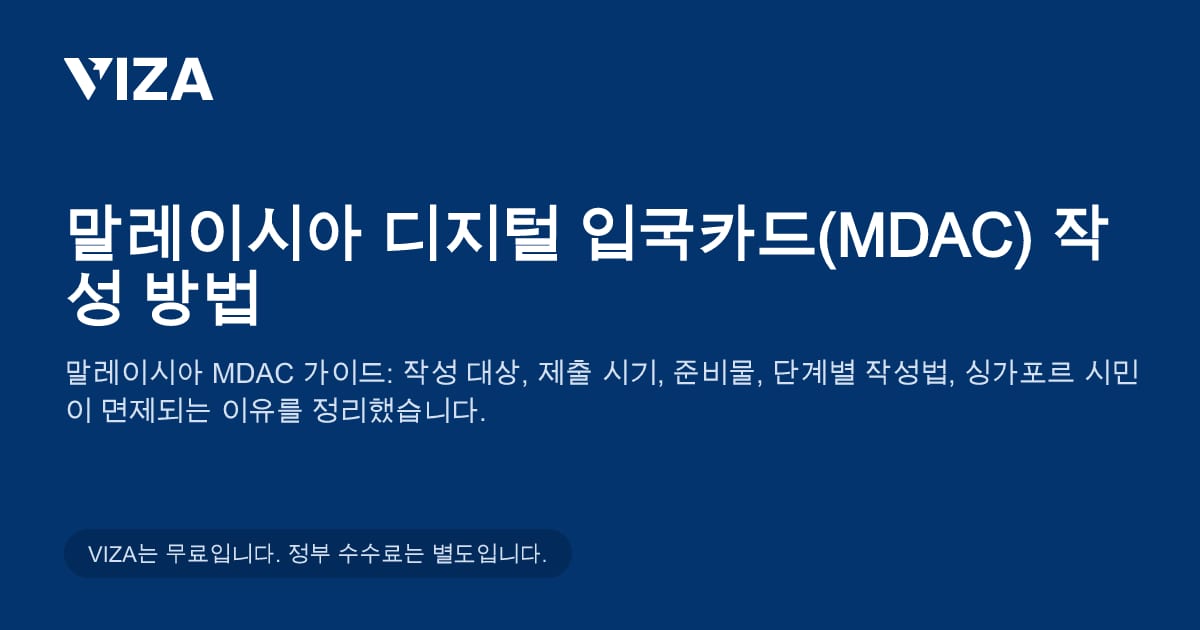 VIZA
말레이시아 디지털 입국카드(MDAC) 작
성 방법
말레이시아 MDAC 가이드: 작성 대상, 제출 시기, 준비물, 단계별 작성법, 싱가포르 시민
이 면제되는 이유를 정리했습니다.
VIZA는 무료입니다. 정부 수수료는 별도입니다.